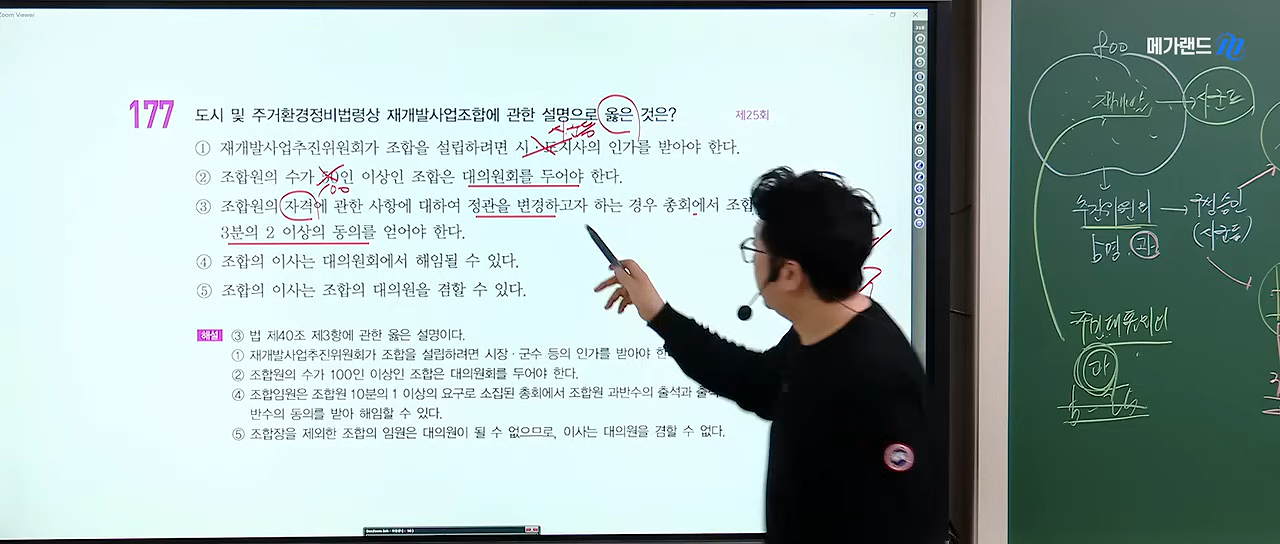 Zoom Viewer
메가랜드
177 도시 및 주거환경정비법령상 재개발사업조합에 관한 설명으로 옳은 것은? 제25회
시군등
① 재개발사업추진위원회가 조합을 설립하려면 시·도지사의 인가를 받아야 한다.
② 조합원의 수가 50인 이상인 조합은 대의원회를 두어야 한다.
100
③ 조합원의 자격에 관한 사항에 대하여 정관을 변경하고자 하는 경우 총회에서 조합
3분의 2 이상의 동의를 얻어야 한다.
④ 조합의 이사는 대의원회에서 해임될 수 있다.
⑤ 조합의 이사는 조합의 대의원을 겸할 수 있다.
해설 ③ 법 제40조 제3항에 관한 옳은 설명이다.
① 재개발사업추진위원회가 조합을 설립하려면 시장·군수 등의 인가를 받아야 한
② 조합원의 수가 100인 이상인 조합은 대의원회를 두어야 한다.
④ 조합임원은 조합원 10분의 1 이상의 요구로 소집된 총회에서 조합원 과반수의 출석과 출석
반수의 동의를 받아 해임할 수 있다.
⑤ 조합장을 제외한 조합의 임원은 대의원이 될 수 없으므로, 이사는 대의원을 겸할 수 없다.
추진위원회 → 구성승인
5명. 과 (시군등)
주민대표회의
과